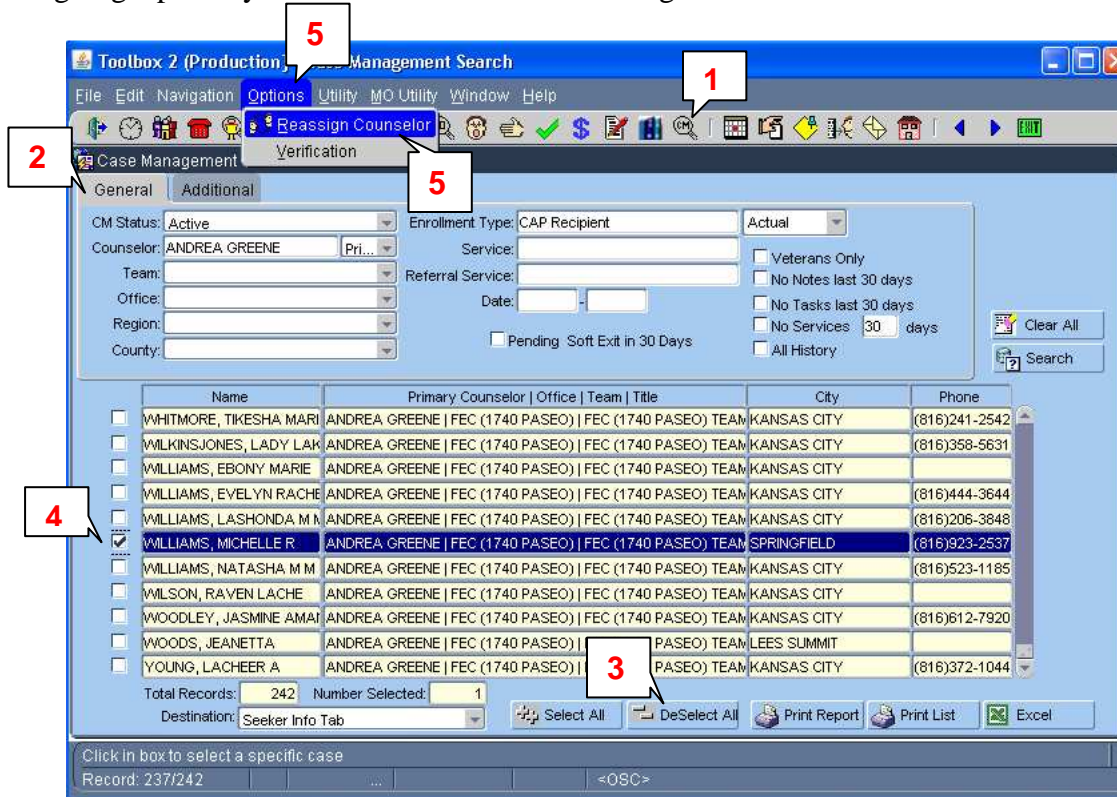 5
Toolbox 2 (Production) Management Search
1
File Edit Navigation Options Utility MO Utility Window Help
Reassign Counselor
CM
EXIT
Verification
2
Case Management
5
General Additional
CM Status: Active Enrollment Type: CAP Recipient Actual
Counselor: ANDREA GREENE Pri... Service: Veterans Only
Team: Referral Service: No Notes last 30 days
Office: Date: - No Tasks last 30 days
Region: No Services 30 days Clear All
County: Pending Soft Exit in 30 Days All History Search
Name Primary Counselor | Office | Team | Title City Phone
WHITMORE, TIKESHA MARI ANDREA GREENE | FEC (1740 PASEO) | FEC (1740 PASEO) TEAM KANSAS CITY (816)241-2542
WILKINSJONES, LADY LAK ANDREA GREENE | FEC (1740 PASEO) | FEC (1740 PASEO) TEAM KANSAS CITY (816)358-5631
WILLIAMS, EBONY MARIE ANDREA GREENE | FEC (1740 PASEO) | FEC (1740 PASEO) TEAM KANSAS CITY
WILLIAMS, EVELYN RACHE ANDREA GREENE | FEC (1740 PASEO) | FEC (1740 PASEO) TEAM KANSAS CITY (816)444-3644
4
WILLIAMS, LASHONDA M ANDREA GREENE | FEC (1740 PASEO) | FEC (1740 PASEO) TEAM KANSAS CITY (816)206-3848
WILLIAMS, MICHELLE R ANDREA GREENE | FEC (1740 PASEO) | FEC (1740 PASEO) TEAM SPRINGFIELD (816)923-2537
WILLIAMS, NATASHA M M ANDREA GREENE | FEC (1740 PASEO) | FEC (1740 PASEO) TEAM KANSAS CITY (816)523-1185
WILSON, RAVEN LACHE ANDREA GREENE | FEC (1740 PASEO) | FEC (1740 PASEO) TEAM KANSAS CITY
WOODLEY, JASMINE AMAI ANDREA GREENE | FEC (1740 PASEO) | FEC (1740 PASEO) TEAM KANSAS CITY (816)612-7920
WOODS, JEANETTA ANDREA GREENE | FEC (1740 PASEO) | FEC (1740 PASEO) TEAM LEES SUMMIT
YOUNG, LACHEER A ANDREA GREENE | FEC (1740 PASEO) | PASEO) TEAM KANSAS CITY (816)372-1044
3
Total Records: 242 Number Selected: 1
Destination: Seeker Info Tab Select All DeSelect All Print Report Print List Excel
Click in box to select a specific case
Record: 237/242 ... <OSC>